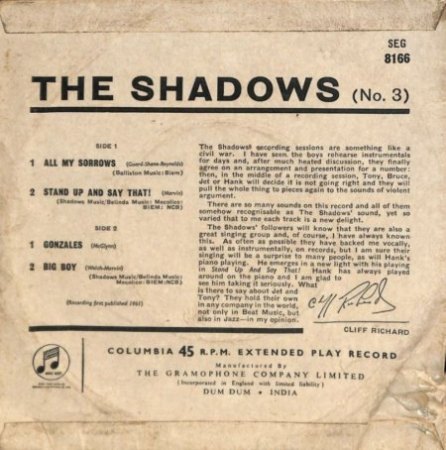 SEG
8166
THE SHADOWS (No. 3)
SIDE 1
1 ALL MY SORROWS (Guard-Shane-Reynolds)
(Balliston Music: Biem)
2 STAND UP AND SAY THAT! (Marvin)
(Shadows Music/Belinda Music: Mecolico:
BIEM: NCB)
SIDE 2
1 GONZALES (McGlynn)
2 BIG BOY (Welch-Marvin)
(Shadows Music/Belinda Music:
Mecolico: BIEM: NCB)
(Recording first published 1961)
The Shadows' recording sessions are something like a
civil war. I have seen the boys rehearse instrumentals
for days and, after much heated discussion, they finally
agree on an arrangement and presentation for a number:
then, in the middle of a recording session, Tony, Bruce,
Jet or Hank will decide it is not going right and they will
pull the whole thing to pieces again to the sounds of violent
argument.
There are so many sounds on this record and all of them
somehow recognisable as The Shadows' sound, yet so
varied that to me each track is a new delight.
The Shadows' followers will know that they are also a
great singing group and, of course, I have always known
this. As often as possible they have backed me vocally,
as well as instrumentally, on records, but I am sure their
singing will be a surprise to many people, as will Hank's
piano playing. He emerges in a new light with his playing
in Stand Up And Say That! Hank has always played
around on the piano and I am glad to
see him taking it seriously. What
is there to say about Jet and
Tony? They hold their own
in any company in the world,
not only in Beat Music, but
also in Jazz—in my opinion.
Cliff Richard
CLIFF RICHARD
COLUMBIA 45 R.P.M. EXTENDED PLAY RECORD
Manufactured By
THE GRAMOPHONE COMPANY LIMITED
(Incorporated in England with limited liability)
DUM DUM • INDIA